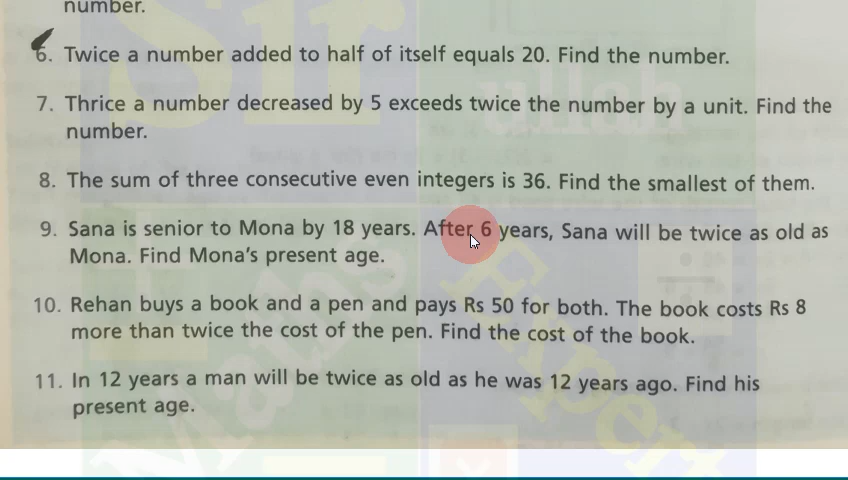 number.
6. Twice a number added to half of itself equals 20. Find the number.
7. Thrice a number decreased by 5 exceeds twice the number by a unit. Find the
number.
8. The sum of three consecutive even integers is 36. Find the smallest of them.
9. Sana is senior to Mona by 18 years. After 6 years, Sana will be twice as old as
Mona. Find Mona's present age.
10. Rehan buys a book and a pen and pays Rs 50 for both. The book costs Rs 8
more than twice the cost of the pen. Find the cost of the book.
11. In 12 years a man will be twice as old as he was 12 years ago. Find his
present age.
Sir
ullah
Maths
Expert